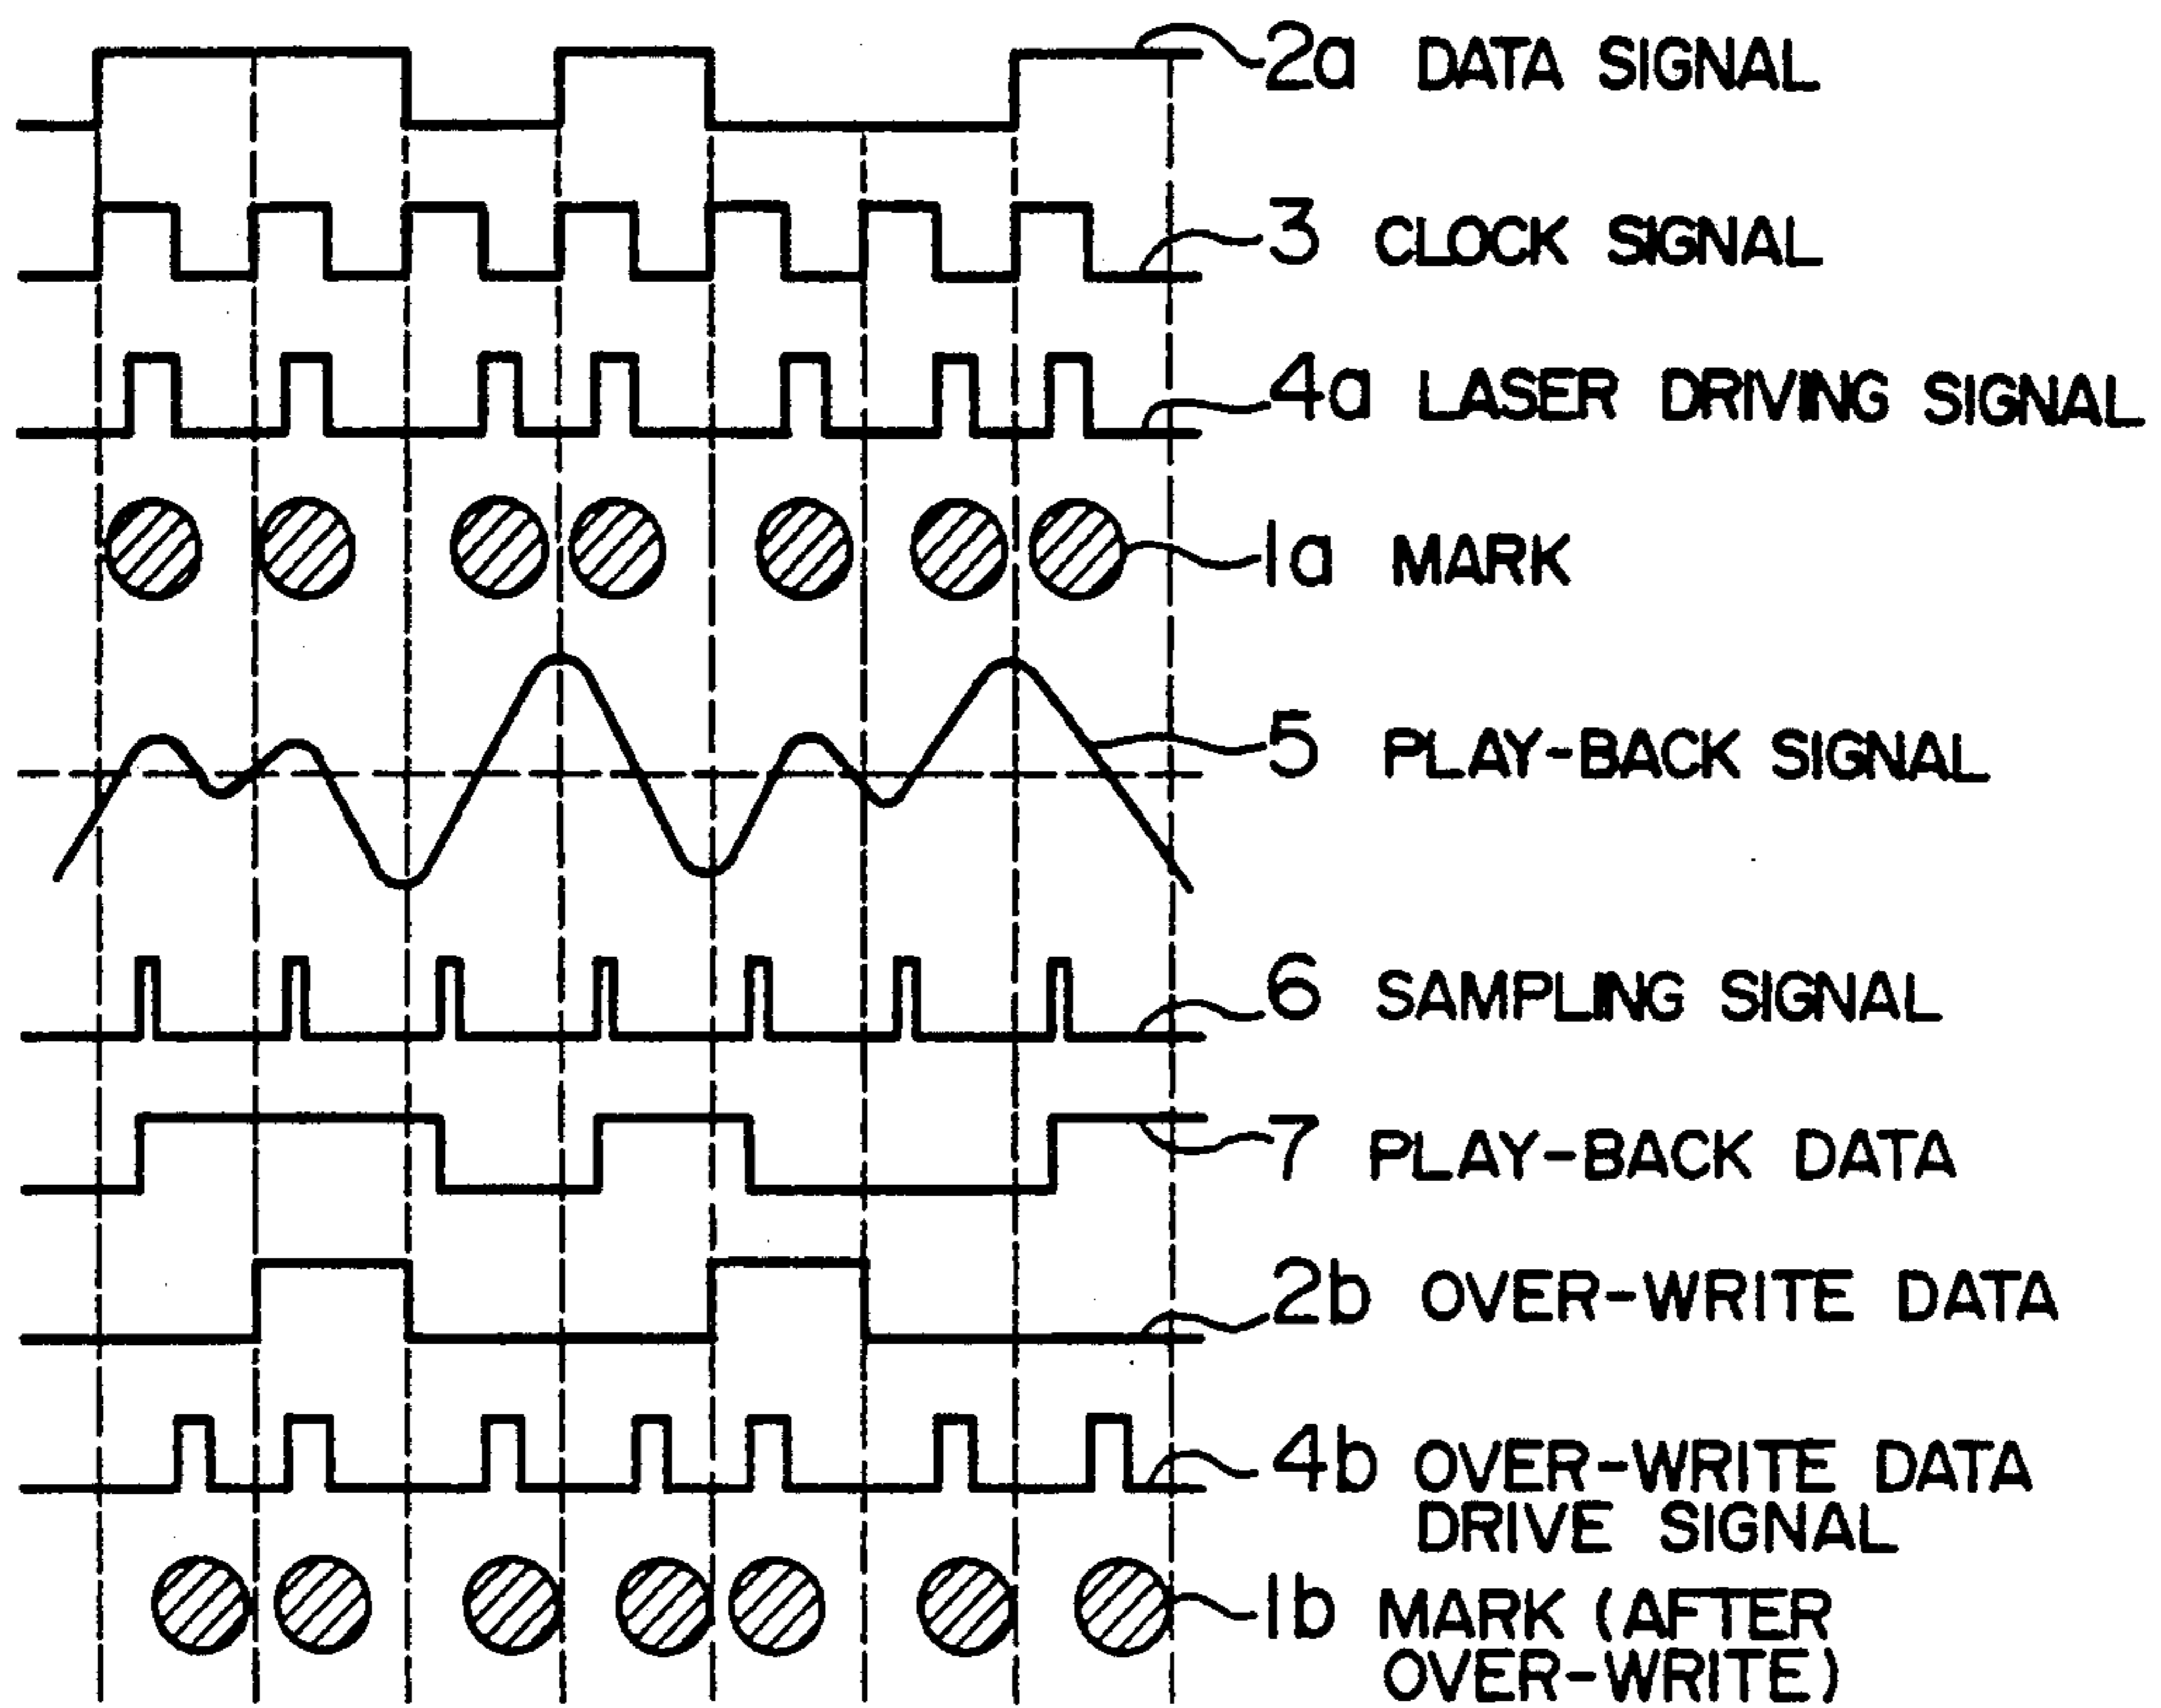 2a DATA SIGNAL
3 CLOCK SIGNAL
4a LASER DRIVING SIGNAL
1a MARK
5 PLAY-BACK SIGNAL
6 SAMPLING SIGNAL
7 PLAY-BACK DATA
2b OVER-WRITE DATA
4b OVER-WRITE DATA
DRIVE SIGNAL
1b MARK (AFTER
OVER-WRITE)